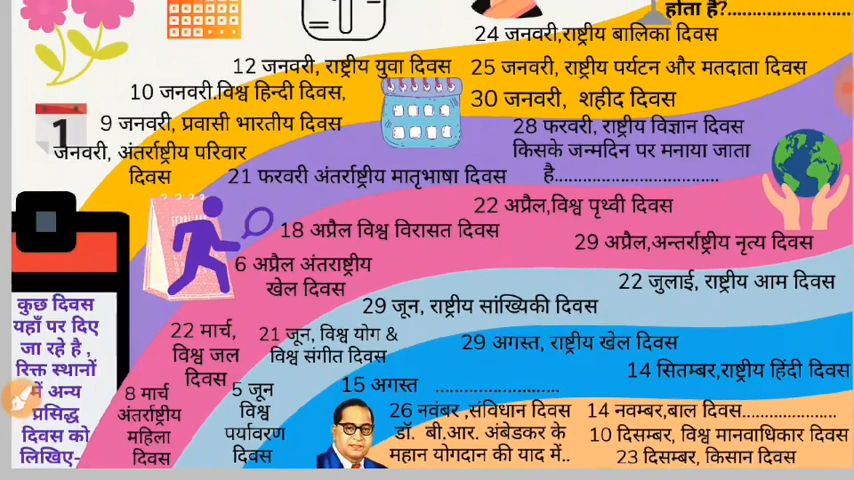 होता है?..............................
24 जनवरी,राष्ट्रीय बालिका दिवस
12 जनवरी, राष्ट्रीय युवा दिवस
25 जनवरी, राष्ट्रीय पर्यटन और मतदाता दिवस
10 जनवरी.विश्व हिन्दी दिवस,
30 जनवरी, शहीद दिवस
9 जनवरी, प्रवासी भारतीय दिवस
1
जनवरी, अंतर्राष्ट्रीय परिवार
दिवस
28 फरवरी, राष्ट्रीय विज्ञान दिवस
किसके जन्मदिन पर मनाया जाता
है....................................
21 फरवरी अंतर्राष्ट्रीय मातृभाषा दिवस
22 अप्रैल,विश्व पृथ्वी दिवस
18 अप्रैल विश्व विरासत दिवस
29 अप्रैल,अन्तर्राष्ट्रीय नृत्य दिवस
6 अप्रैल अंतराष्ट्रीय
खेल दिवस
22 जुलाई, राष्ट्रीय आम दिवस
29 जून, राष्ट्रीय सांख्यिकी दिवस
22 मार्च,
विश्व जल
दिवस
21 जून, विश्व योग &
विश्व संगीत दिवस
29 अगस्त, राष्ट्रीय खेल दिवस
14 सितम्बर,राष्ट्रीय हिंदी दिवस
8 मार्च
अंतर्राष्ट्रीय
महिला
दिवस
5 जून
विश्व
पर्यावरण
दिवस
15 अगस्त ...........................
26 नवंबर ,संविधान दिवस
डॉ. बी.आर. अंबेडकर के
महान योगदान की याद में..
14 नवम्बर,बाल दिवस....................
10 दिसम्बर, विश्व मानवाधिकार दिवस
23 दिसम्बर, किसान दिवस
कुछ दिवस
यहाँ पर दिए
जा रहे है ,
रिक्त स्थानों
में अन्य
प्रसिद्ध
दिवस को
लिखिए-